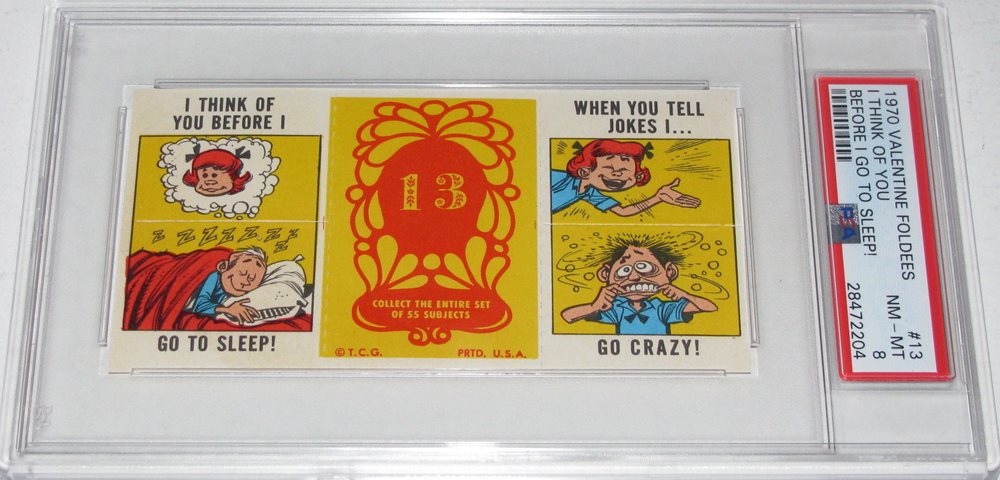 I THINK OF
YOU BEFORE I
Z Z Z Z Z Z Z Z
Z
GO TO SLEEP!
13
COLLECT THE ENTIRE SET
OF 55 SUBJECTS
© T.C.G.
PRTD. U.S.A.
WHEN YOU TELL
JOKES I...
GO CRAZY!
1970 VALENTINE FOLDEES
#13
I THINK OF YOU
NM – MT
BEFORE I GO TO SLEEP!
8
28472204
PSA